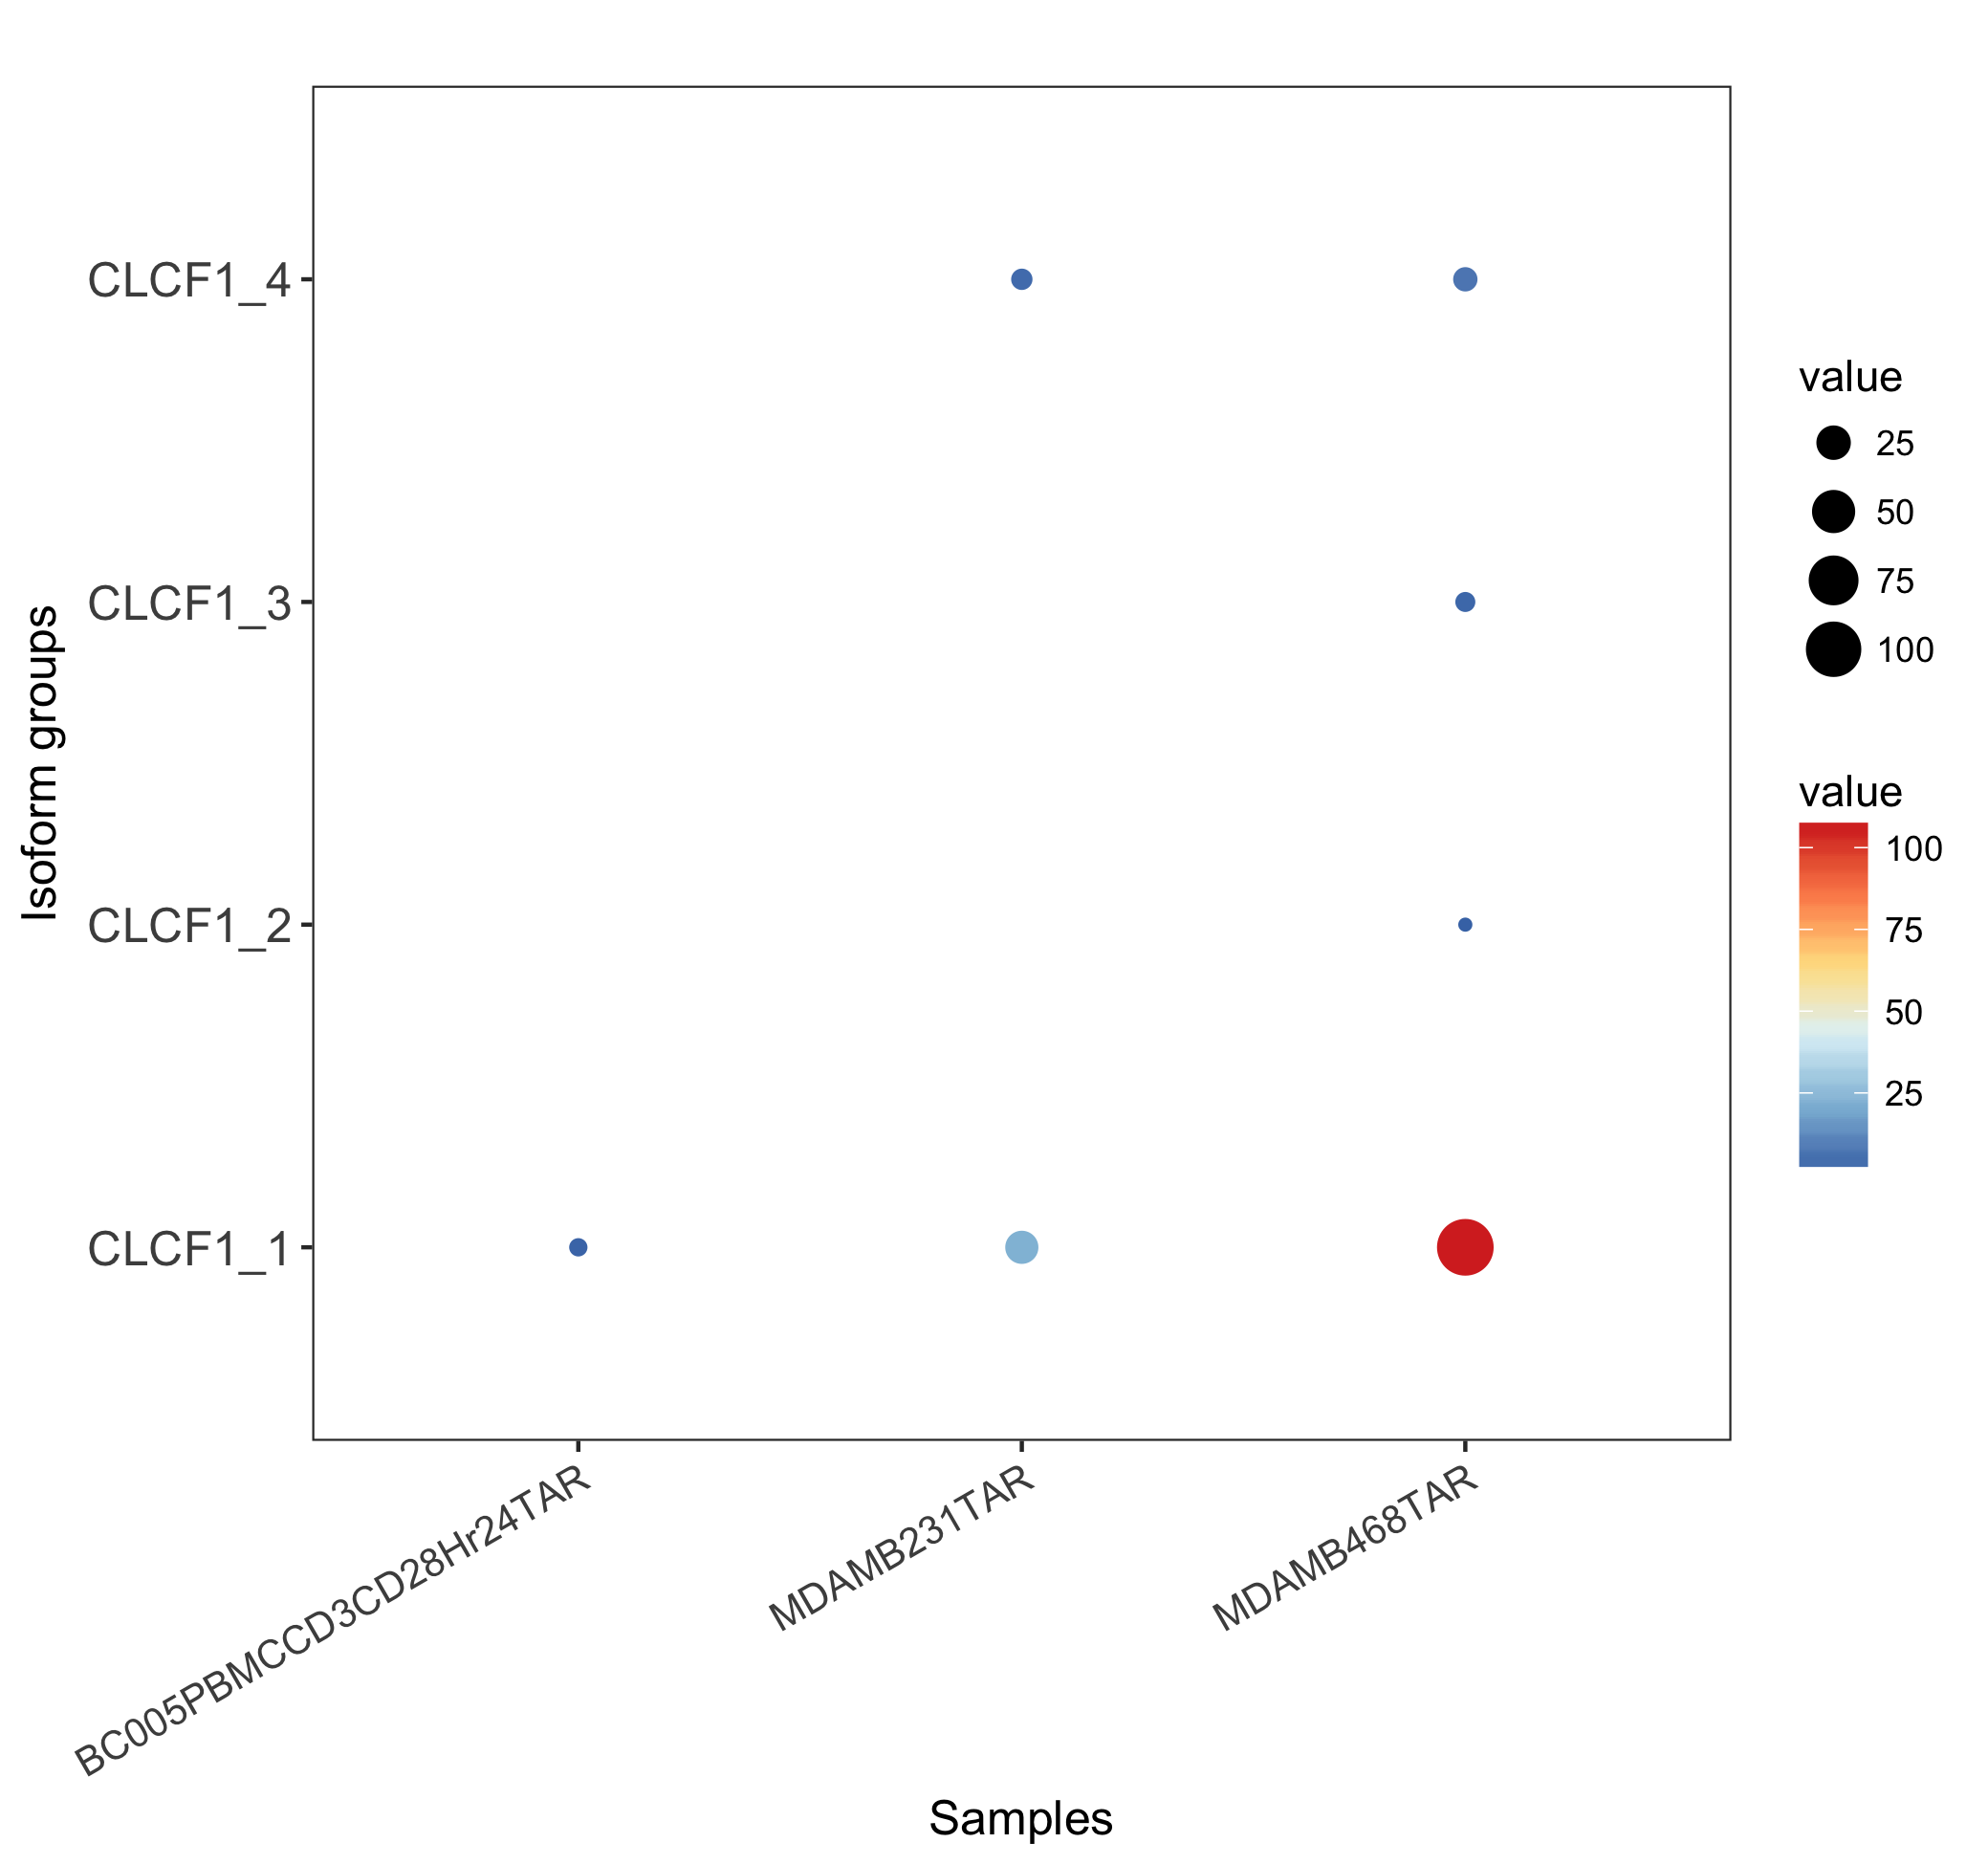 CLCF1_4
CLCF1_3
CLCF1_2
CLCF1_1
Isoform groups
BC005PBMCCD3CD28Hr24TAR
MDAMB231TAR
MDAMB468TAR
Samples
value
25
50
75
100
value
100
75
50
25